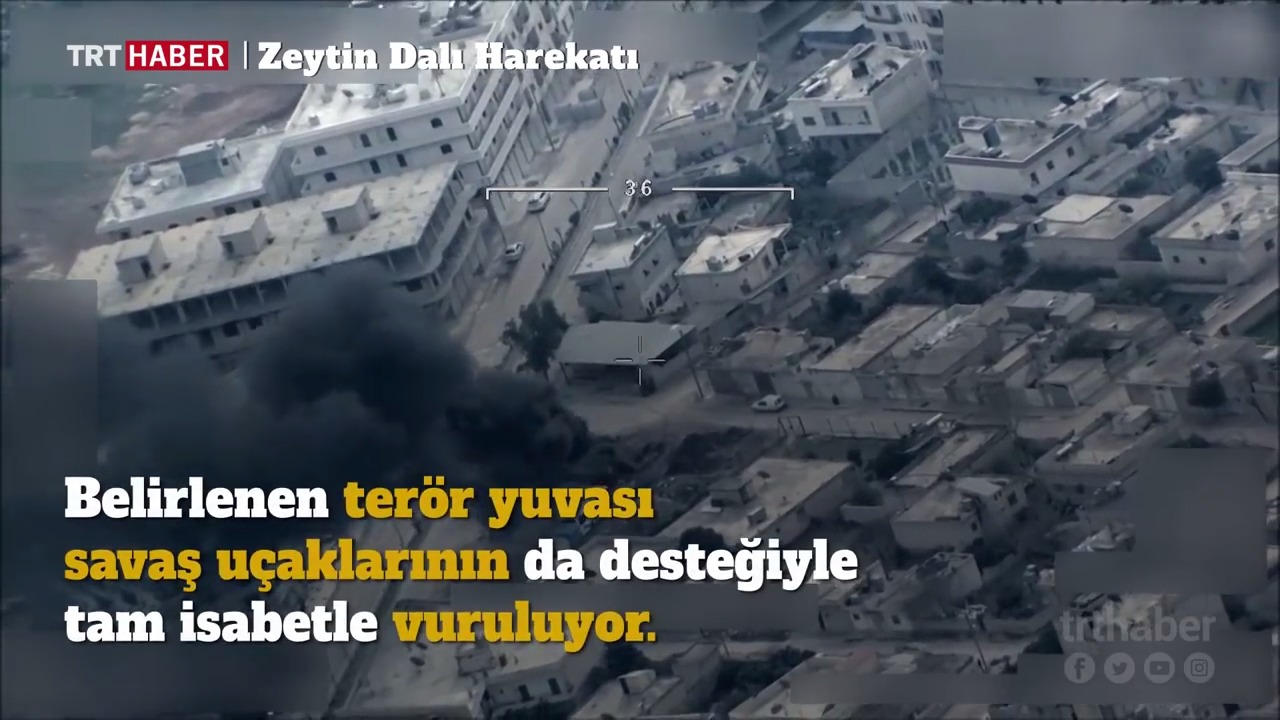 TRT HABER | Zeytin Dalı Harekatı
36
Belirlenen terör yuvası
savaş uçaklarının da desteğiyle
tam isabetle vuruluyor.
trthaber